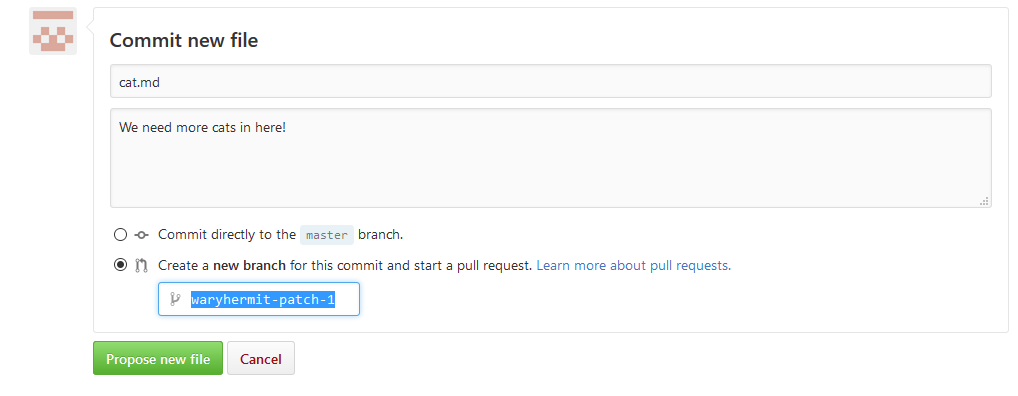 Commit new file
cat.md
We need more cats in here!
Commit directly to the master branch.
Create a new branch for this commit and start a pull request. Learn more about pull requests.
waryhermit-patch-1
Propose new file Cancel